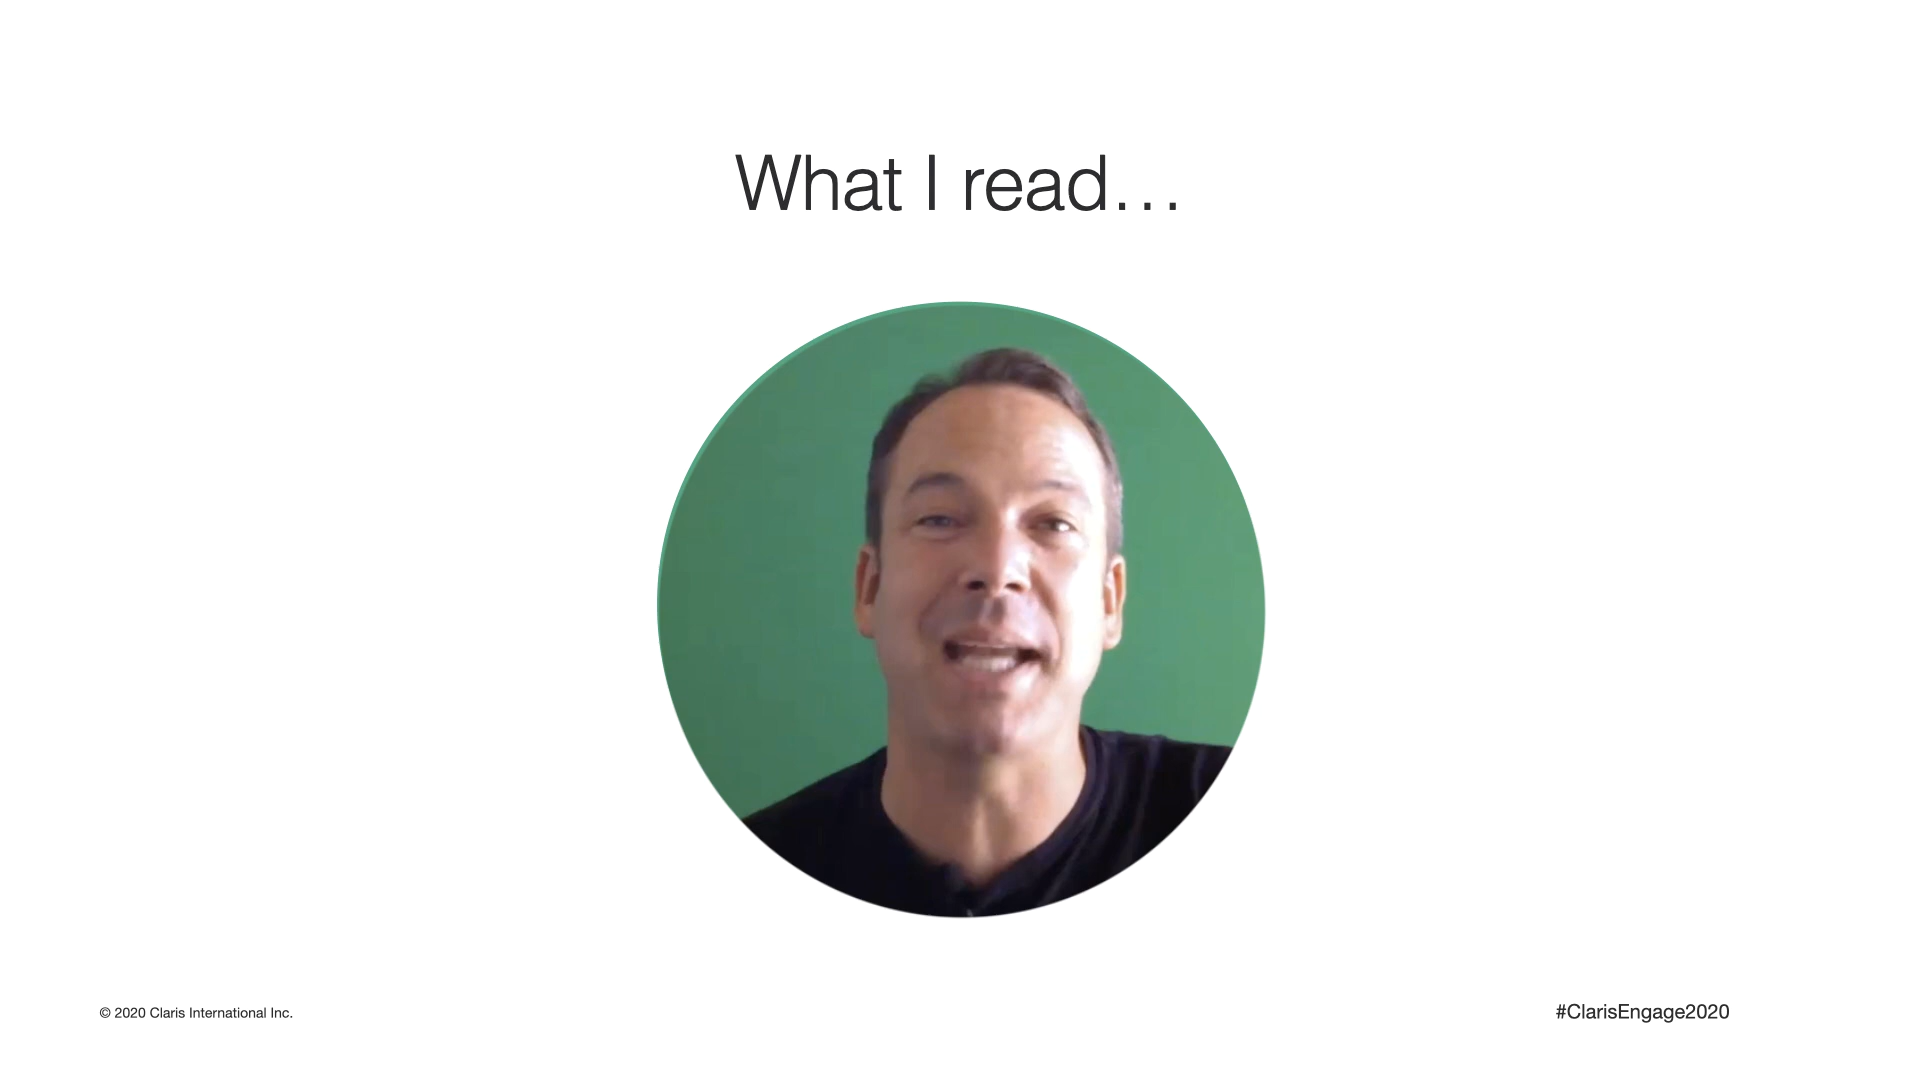 What I read…
© 2020 Claris International Inc.
#ClarisEngage2020